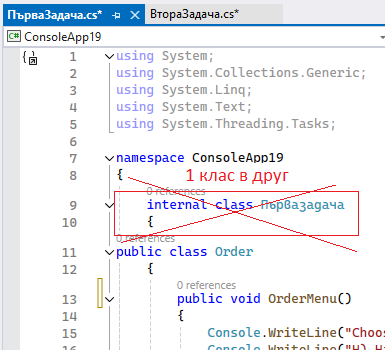 ПърваЗадача.cs* ВтораЗадача.cs*
C# ConsoleApp19
1 using System;
2 using System.Collections.Generic;
3 using System.Linq;
4 using System.Text;
5 using System.Threading.Tasks;
6
7 namespace ConsoleApp19
1 клас в друг
8 {
0 references
9 internal class Първазадача
10 {
0 references
11 public class Order
12 {
0 references
13 public void OrderMenu()
14 {
15 Console.WriteLine("Choos
16 Console.WriteLine("H) Ha